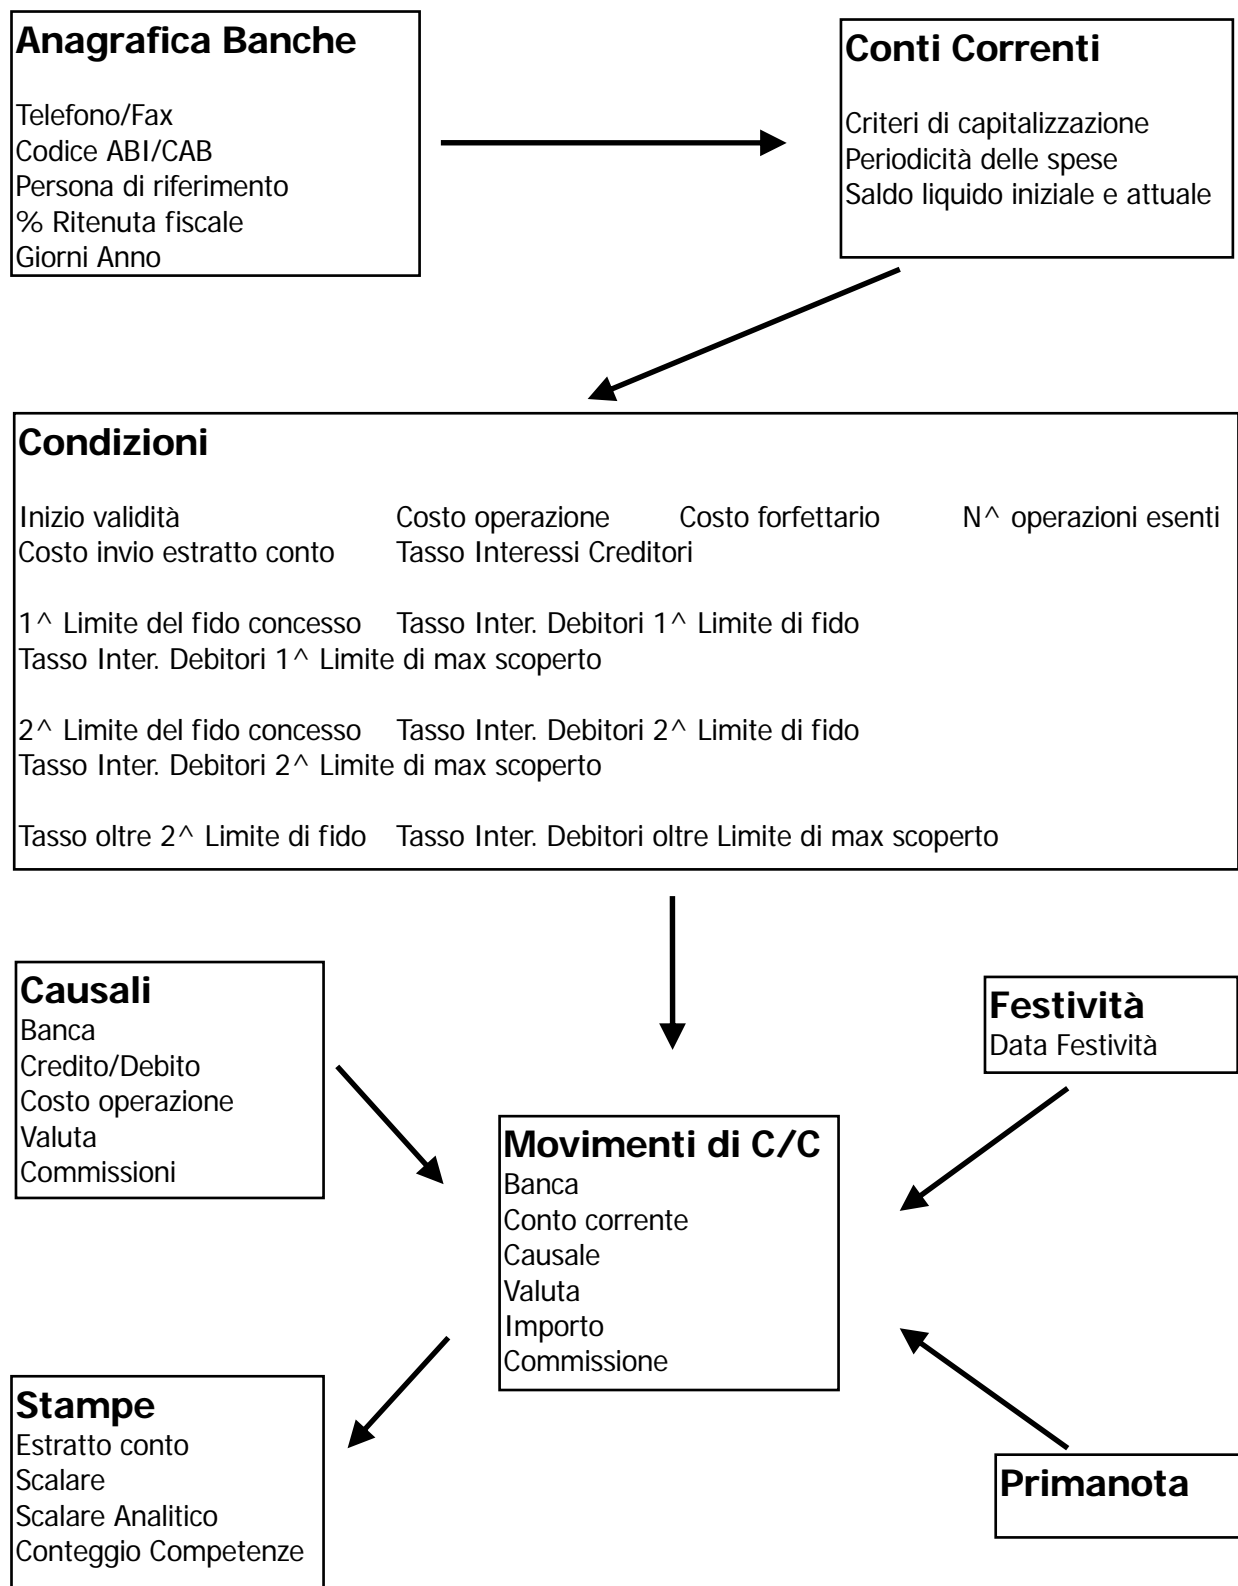 Anagrafica Banche
Telefono/Fax
Codice ABI/CAB
Persona di riferimento
% Ritenuta fiscale
Giorni Anno
Conti Correnti
Criteri di capitalizzazione
Periodicità delle spese
Saldo liquido iniziale e attuale
Condizioni
Inizio validità Costo operazione Costo forfettario N^ operazioni esenti
Costo invio estratto conto Tasso Interessi Creditori
1^ Limite del fido concesso Tasso Inter. Debitori 1^ Limite di fido
Tasso Inter. Debitori 1^ Limite di max scoperto
2^ Limite del fido concesso Tasso Inter. Debitori 2^ Limite di fido
Tasso Inter. Debitori 2^ Limite di max scoperto
Tasso oltre 2^ Limite di fido Tasso Inter. Debitori oltre Limite di max scoperto
Causali
Banca
Credito/Debito
Costo operazione
Valuta
Commissioni
Festività
Data Festività
Movimenti di C/C
Banca
Conto corrente
Causale
Valuta
Importo
Commissione
Stampe
Estratto conto
Scalare
Scalare Analitico
Conteggio Competenze
Primanota